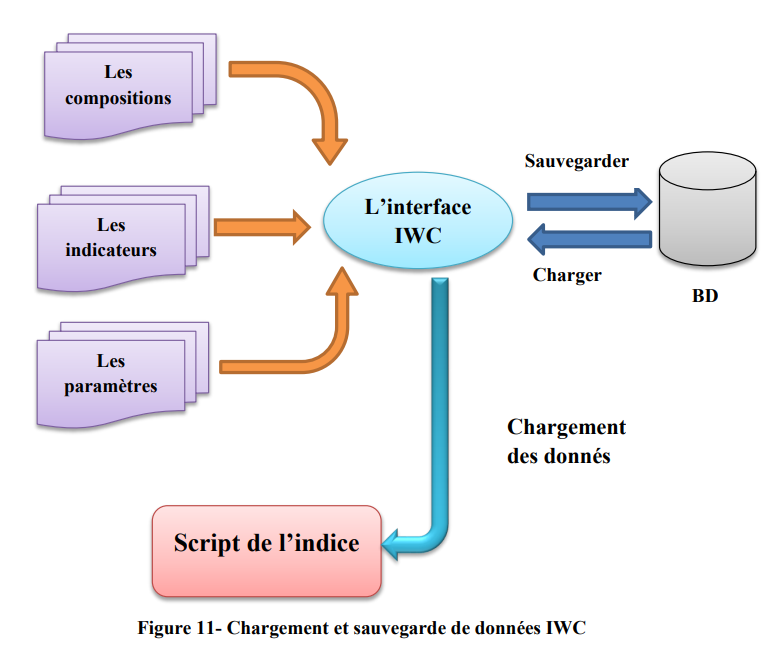 Les
compositions
Sauvegarder
L'interface
IWC
Les
indicateurs
Charger
BD
Les
paramètres
Chargement
des donnés
Script de l'indice
Figure 11- Chargement et sauvegarde de données IWC